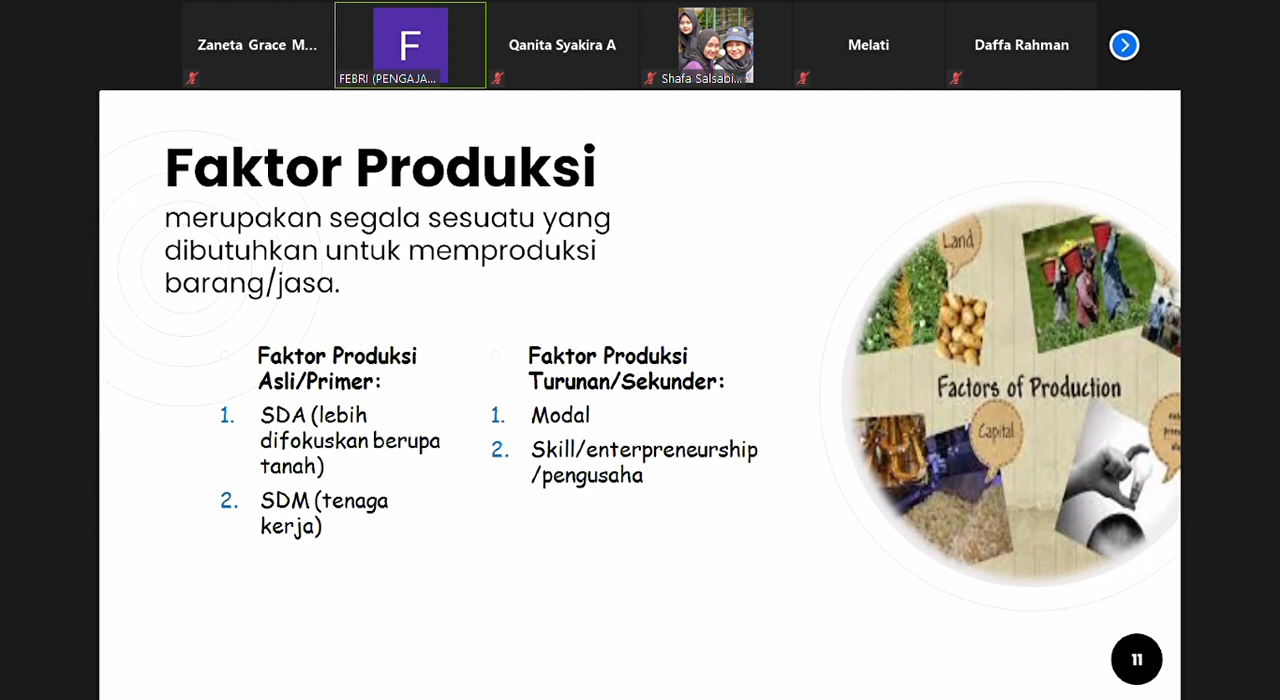 Zaneta Grace M...
F
FEBRI (PENGAJA...
Qanita Syakira A
Shafa Salsabi...
Melati
Daffa Rahman
Faktor Produksi
merupakan segala sesuatu yang
dibutuhkan untuk memproduksi
barang/jasa.
Faktor Produksi
Asli/Primer:
1. SDA (lebih
difokuskan berupa
tanah)
2. SDM (tenaga
kerja)
Faktor Produksi
Turunan/Sekunder:
1. Modal
2. Skill/enterpreneurship
/pengusaha
Land
Factors of Production
Capital
11